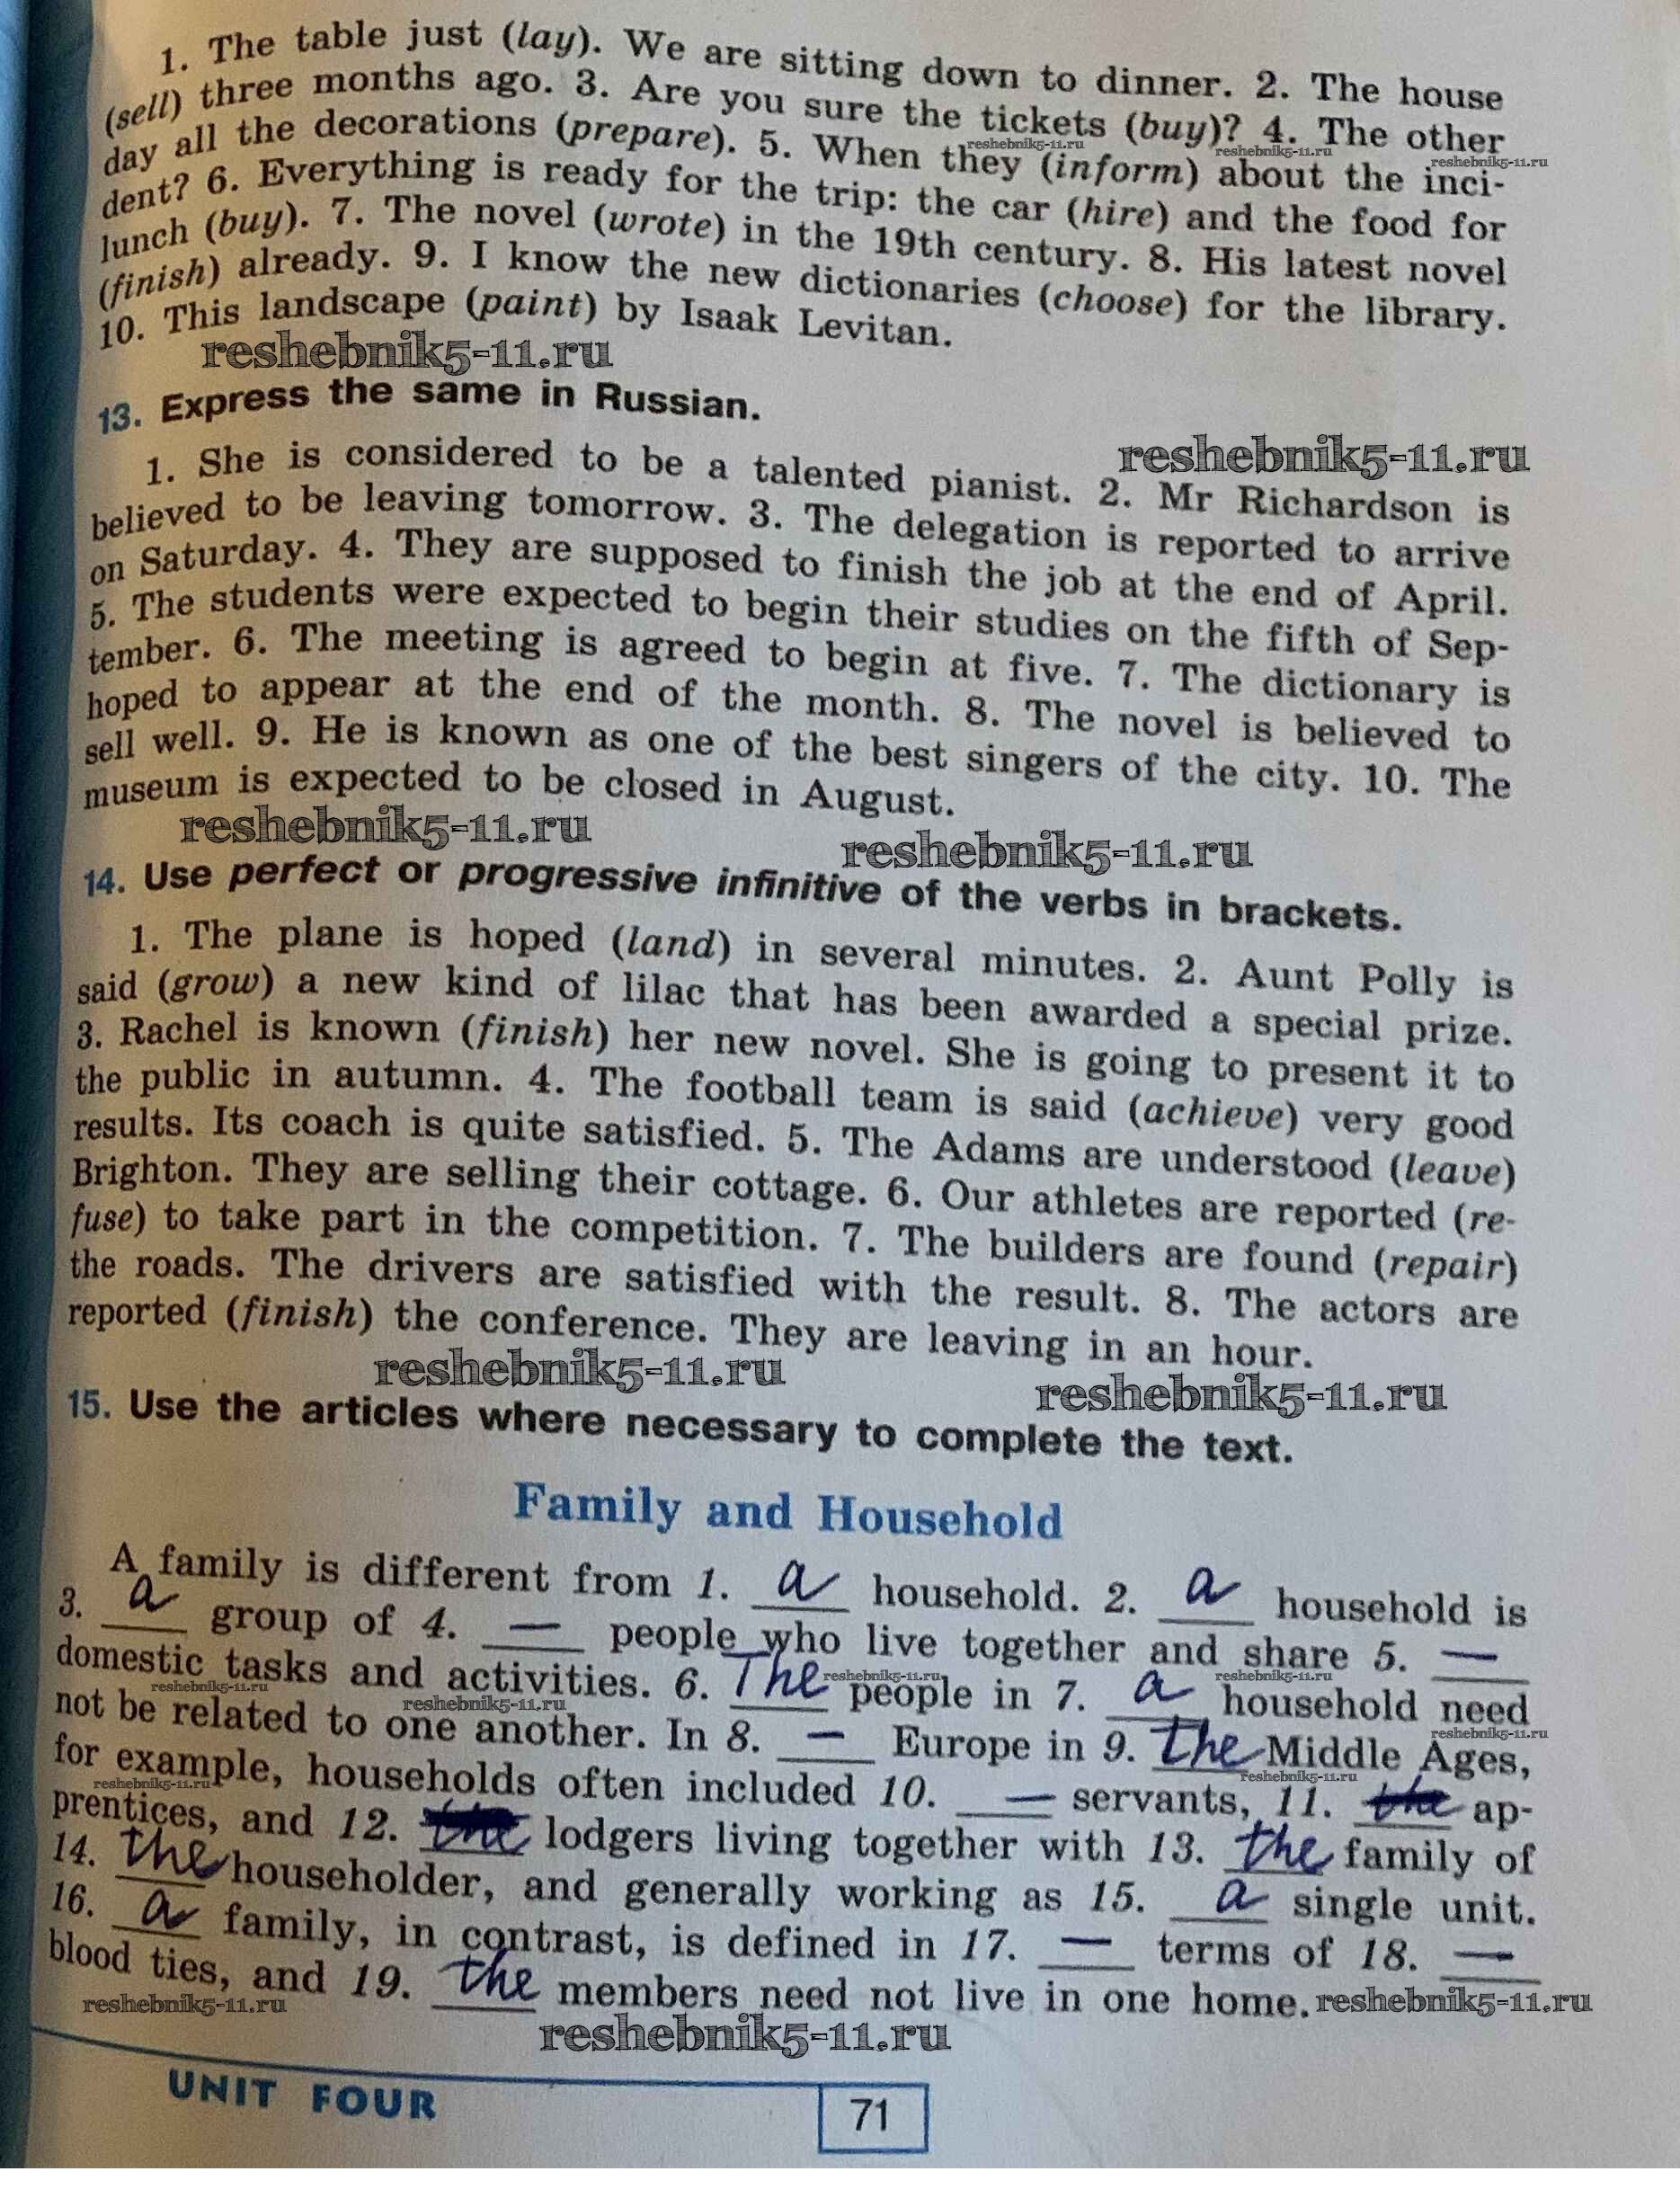 1. The table just (lay). We are sitting down to dinner. 2. The house
(sell) three months ago. 3. Are you sure the tickets (buy)? 4. The other
day all the decorations (prepare). 5. When they (inform) about the inci-
dent? 6. Everything is ready for the trip: the car (hire) and the food for
lunch (buy). 7. The novel (wrote) in the 19th century. 8. His latest novel
(finish) already. 9. I know the new dictionaries (choose) for the library.
10. This landscape (paint) by Isaak Levitan.
reshebnik5-11.ru
13. Express the same in Russian.
reshebnik5-11.ru
1. She is considered to be a talented pianist. 2. Mr Richardson is
believed to be leaving tomorrow. 3. The delegation is reported to arrive
on Saturday. 4. They are supposed to finish the job at the end of April.
5. The students were expected to begin their studies on the fifth of Sep-
tember. 6. The meeting is agreed to begin at five. 7. The dictionary is
hoped to appear at the end of the month. 8. The novel is believed to
sell well. 9. He is known as one of the best singers of the city. 10. The
museum is expected to be closed in August.
reshebnik5-11.ru
reshebnik5-11.ru
14. Use perfect or progressive infinitive of the verbs in brackets.
1. The plane is hoped (land) in several minutes. 2. Aunt Polly is
said (grow) a new kind of lilac that has been awarded a special prize.
3. Rachel is known (finish) her new novel. She is going to present it to
the public in autumn. 4. The football team is said (achieve) very good
results. Its coach is quite satisfied. 5. The Adams are understood (leave)
Brighton. They are selling their cottage. 6. Our athletes are reported (re-
fuse) to take part in the competition. 7. The builders are found (repair)
the roads. The drivers are satisfied with the result. 8. The actors are
reported (finish) the conference. They are leaving in an hour.
reshebnik5-11.ru
reshebnik5-11.ru
15. Use the articles where necessary to complete the text.
Family and Household
A family is different from 1. a household. 2. a household is
3. a group of 4. — people who live together and share 5. —
domestic tasks and activities. 6. The people in 7. a household need
not be related to one another. In 8. — Europe in 9. the Middle Ages,
for example, households often included 10. — servants, 11. the ap-
prentices, and 12. the lodgers living together with 13. the family of
14. the householder, and generally working as 15. a single unit.
16. a family, in contrast, is defined in 17. — terms of 18. —
blood ties, and 19. the members need not live in one home.
reshebnik5-11.ru
reshebnik5-11.ru
reshebnik5-11.ru
UNIT FOUR
71